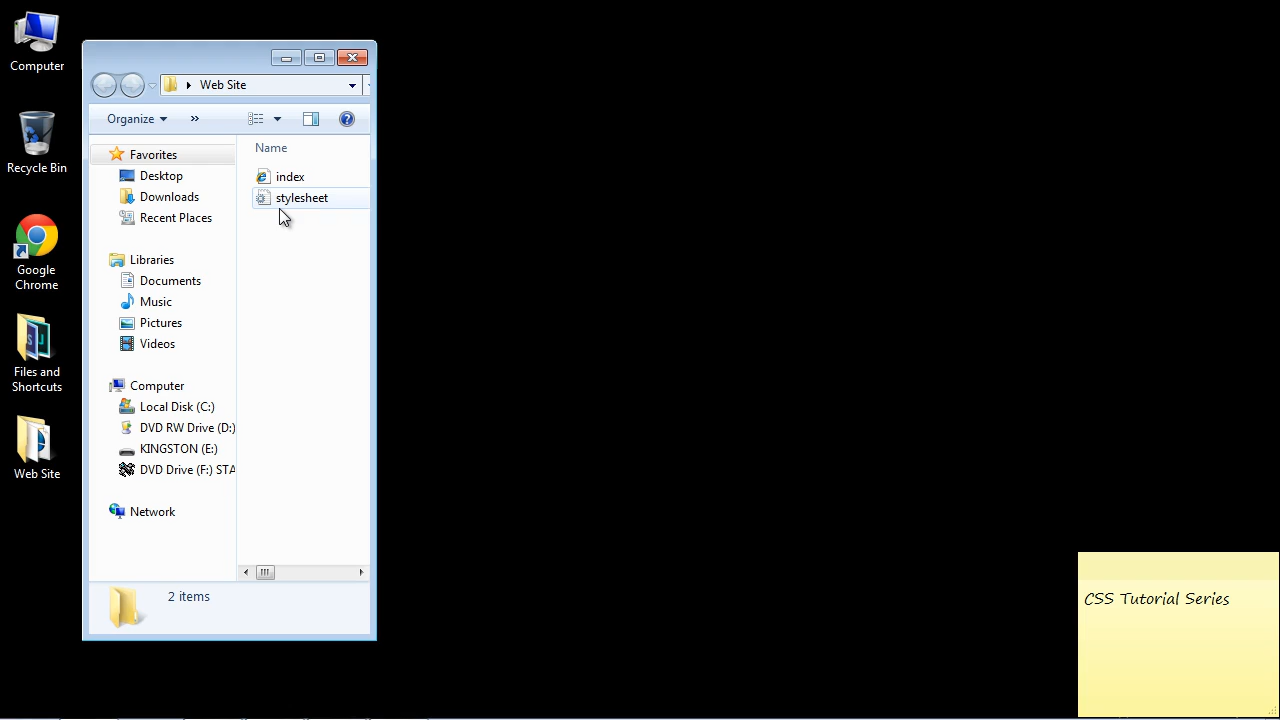 Computer
Recycle Bin
Google
Chrome
Files and
Shortcuts
Web Site
Web Site
Organize
»
Name
Favorites
Desktop
Downloads
Recent Places
Libraries
Documents
Music
Pictures
Videos
Computer
Local Disk (C:)
DVD RW Drive (D:)
KINGSTON (E:)
DVD Drive (F:) STA
Network
index
stylesheet
2 items
CSS Tutorial Series